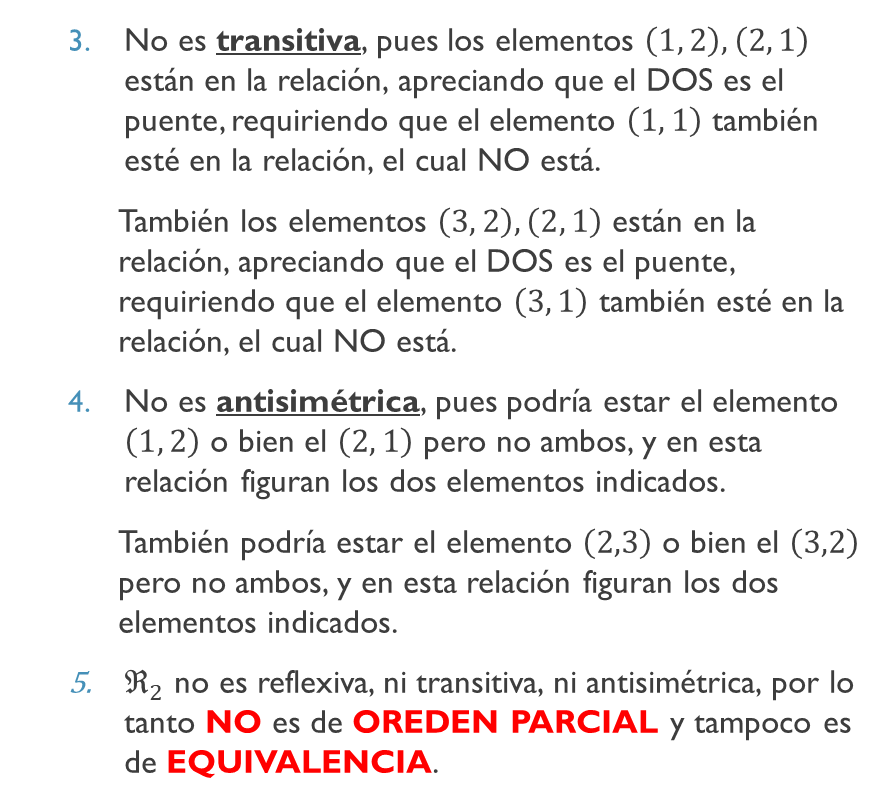 3. No es transitiva, pues los elementos (1, 2), (2, 1)
están en la relación, apreciando que el DOS es el
puente, requiriendo que el elemento (1, 1) también
esté en la relación, el cual NO está.
También los elementos (3, 2), (2, 1) están en la
relación, apreciando que el DOS es el puente,
requiriendo que el elemento (3, 1) también esté en la
relación, el cual NO está.
4. No es antisimétrica, pues podría estar el elemento
(1, 2) o bien el (2, 1) pero no ambos, y en esta
relación figuran los dos elementos indicados.
También podría estar el elemento (2,3) o bien el (3,2)
pero no ambos, y en esta relación figuran los dos
elementos indicados.
5. ℜ₂ no es reflexiva, ni transitiva, ni antisimétrica, por lo
tanto NO es de OREDEN PARCIAL y tampoco es
de EQUIVALENCIA.